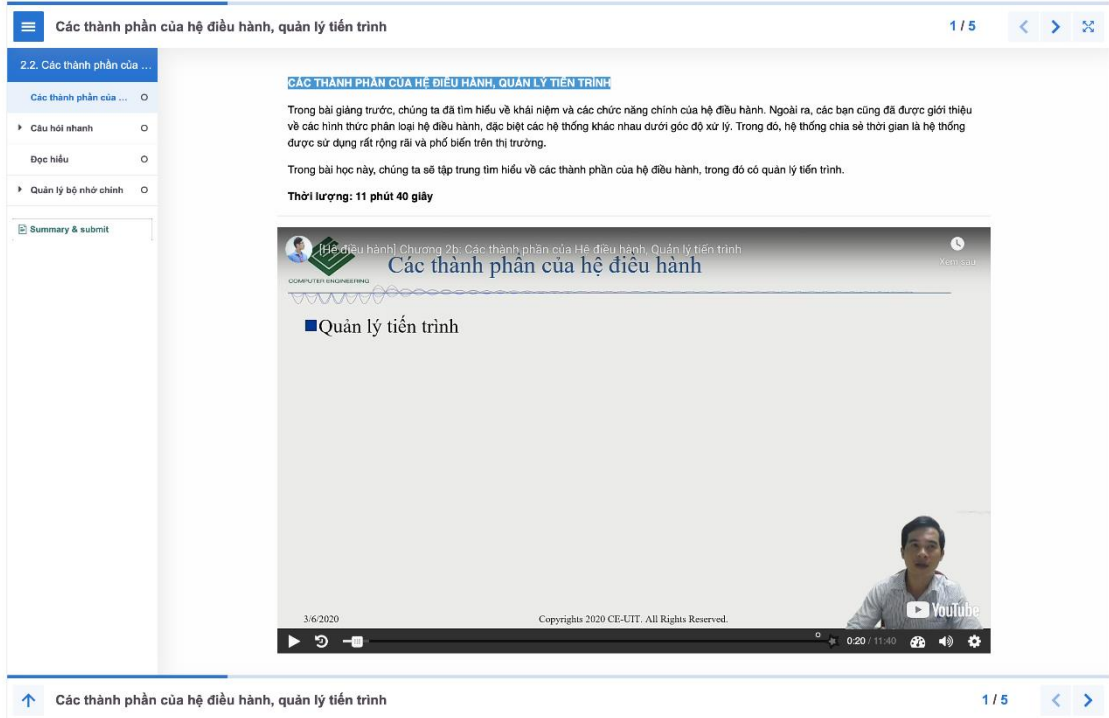 Các thành phần của hệ điều hành, quản lý tiến trình
1 / 5
2.2. Các thành phần của ...
Các thành phần của ...
Câu hỏi nhanh
Đọc hiểu
Quản lý bộ nhớ chính
Summary & submit
CÁC THÀNH PHẦN CỦA HỆ ĐIỀU HÀNH, QUẢN LÝ TIẾN TRÌNH
Trong bài giảng trước, chúng ta đã tìm hiểu về khái niệm và các chức năng chính của hệ điều hành. Ngoài ra, các bạn cũng đã được giới thiệu
về các hình thức phân loại hệ điều hành, đặc biệt các hệ thống khác nhau dưới góc độ xử lý. Trong đó, hệ thống chia sẻ thời gian là hệ thống
được sử dụng rất rộng rãi và phổ biến trên thị trường.
Trong bài học này, chúng ta sẽ tập trung tìm hiểu về các thành phần của hệ điều hành, trong đó có quản lý tiến trình.
Thời lượng: 11 phút 40 giây
[Hệ điều hành] Chương 2b: Các thành phần của Hệ điều hành, Quản lý tiến trình
Xem sau
Các thành phần của hệ điều hành
COMPUTER ENGINEERING
Quản lý tiến trình
YouTube
3/6/2020
Copyrights 2020 CE-UIT. All Rights Reserved.
0:20 / 11:40
Các thành phần của hệ điều hành, quản lý tiến trình
1 / 5